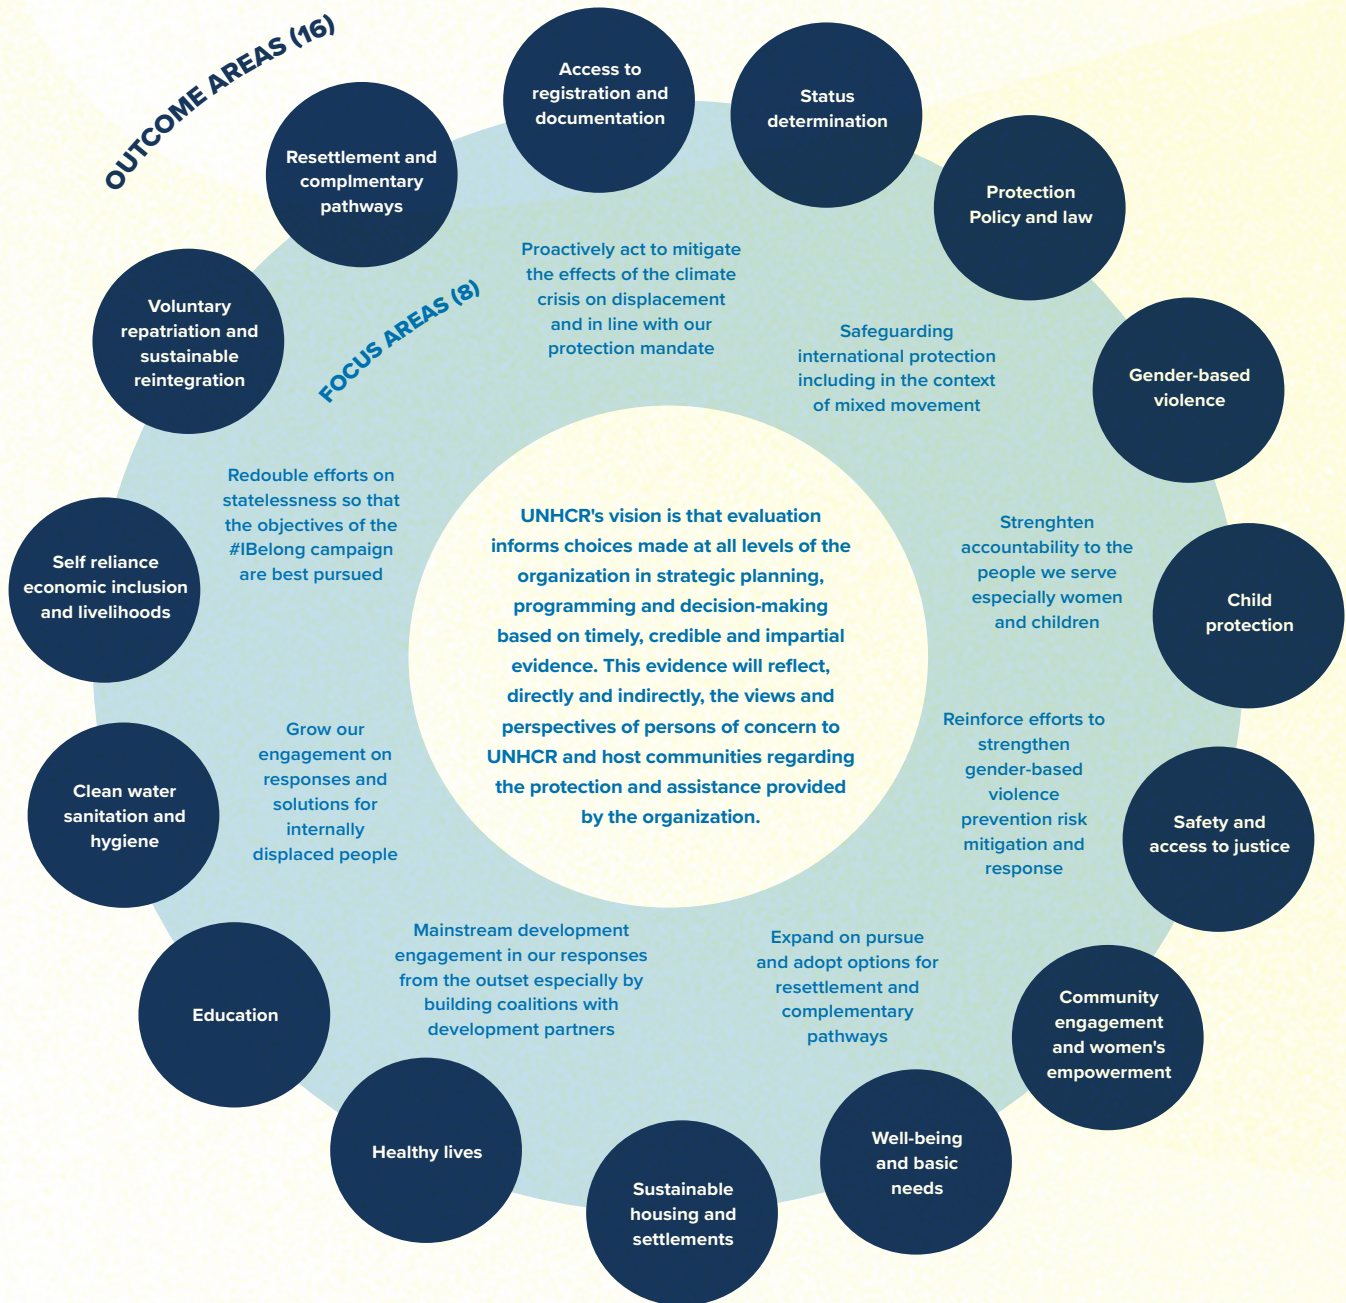 OUTCOME AREAS (16)
Access to
registration and
documentation
Status
determination
Protection
Policy and law
Gender-based
violence
Child
protection
Safety and
access to justice
Community
engagement
and women's
empowerment
Well-being
and basic
needs
Sustainable
housing and
settlements
Healthy lives
Education
Clean water
sanitation and
hygiene
Self reliance
economic inclusion
and livelihoods
Voluntary
repatriation and
sustainable
reintegration
Resettlement and
complmentary
pathways
FOCUS AREAS (8)
Proactively act to mitigate
the effects of the climate
crisis on displacement
and in line with our
protection mandate
Safeguarding
international protection
including in the context
of mixed movement
Strenghten
accountability to the
people we serve
especially women
and children
Reinforce efforts to
strengthen
gender-based
violence
prevention risk
mitigation and
response
Expand on pursue
and adopt options for
resettlement and
complementary
pathways
Mainstream development
engagement in our responses
from the outset especially by
building coalitions with
development partners
Grow our
engagement on
responses and
solutions for
internally
displaced people
Redouble efforts on
statelessness so that
the objectives of the
#IBelong campaign
are best pursued
UNHCR's vision is that evaluation
informs choices made at all levels of the
organization in strategic planning,
programming and decision-making
based on timely, credible and impartial
evidence. This evidence will reflect,
directly and indirectly, the views and
perspectives of persons of concern to
UNHCR and host communities regarding
the protection and assistance provided
by the organization.